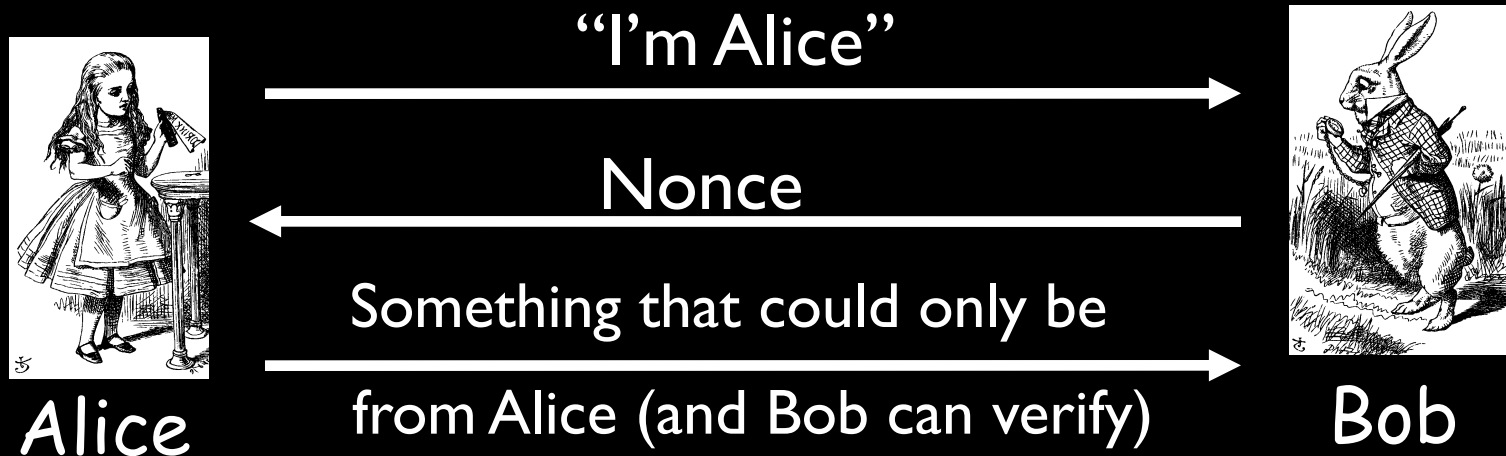 “I’m Alice”
Nonce
Something that could only be
from Alice (and Bob can verify)
Alice
Bob